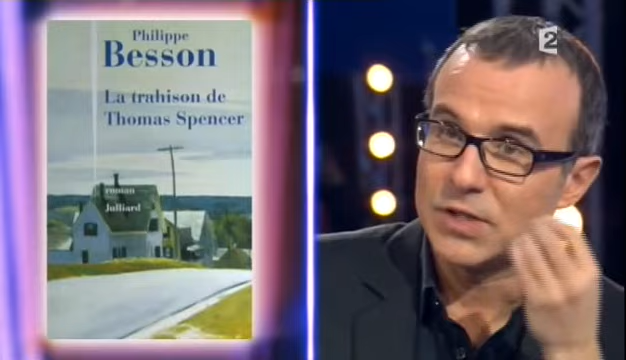 Philippe
Besson
La trahison de
Thomas Spencer
roman
Julliard
2